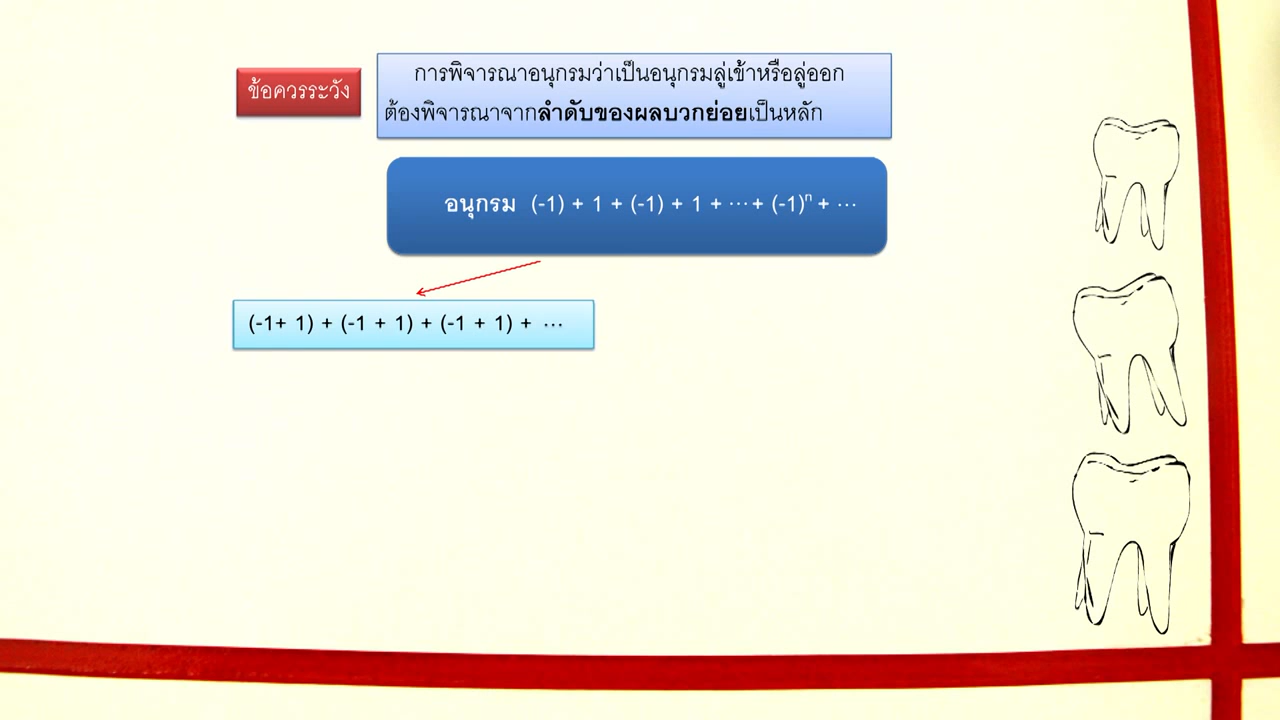 ข้อควรระวัง
การพิจารณาอนุกรมว่าเป็นอนุกรมลู่เข้าหรือลู่ออก
ต้องพิจารณาจากลำดับของผลบวกย่อยเป็นหลัก
อนุกรม (-1) + 1 + (-1) + 1 + ⋯ + (-1)ⁿ + ⋯
(-1+ 1) + (-1 + 1) + (-1 + 1) + ⋯